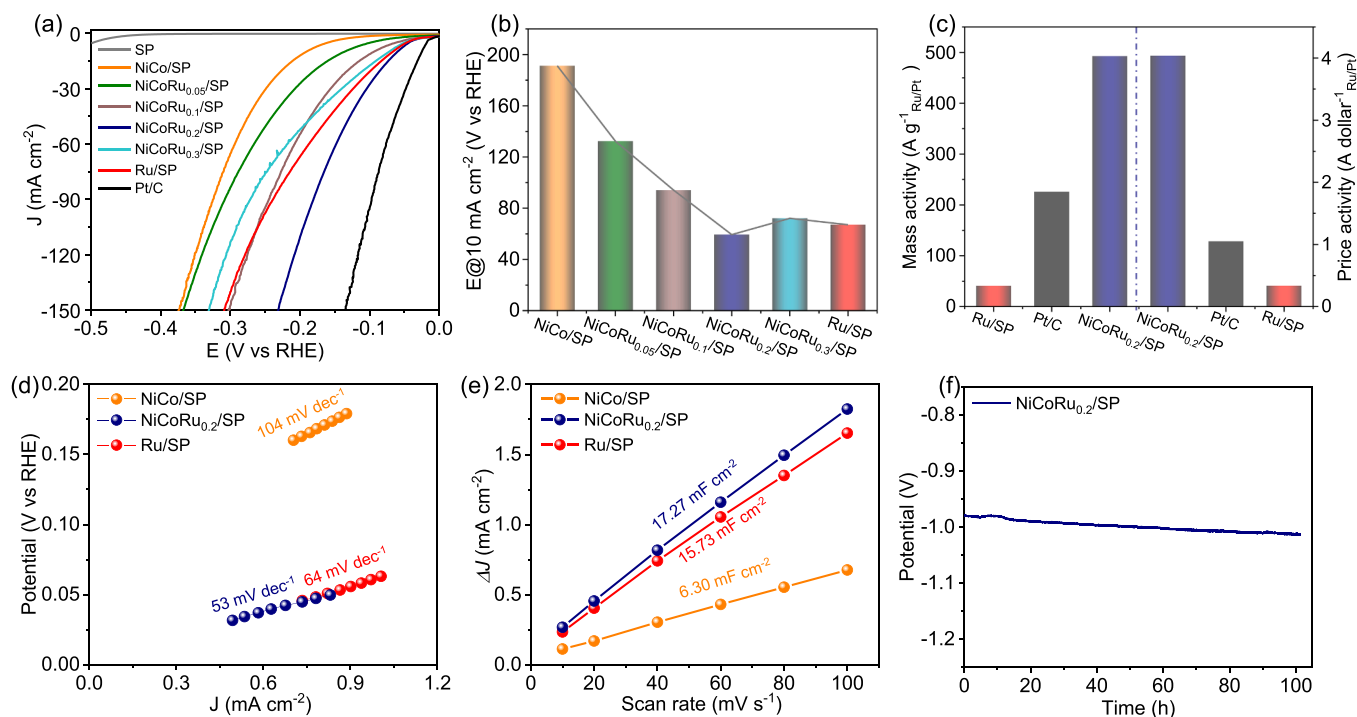 (a)
SP
NiCo/SP
NiCoRu0.05/SP
NiCoRu0.1/SP
NiCoRu0.2/SP
NiCoRu0.3/SP
Ru/SP
Pt/C
0
-30
-60
-90
-120
-150
J (mA cm-2)
-0.5 -0.4 -0.3 -0.2 -0.1 0.0
E (V vs RHE)
(b)
200
160
120
80
40
0
E@10 mA cm-2 (V vs RHE)
NiCo/SP NiCoRu0.05/SP NiCoRu0.1/SP NiCoRu0.2/SP NiCoRu0.3/SP Ru/SP
(c)
500
400
300
200
100
0
Mass activity (A g-1Ru/Pt)
4
3
2
1
0
Price activity (A dollar-1Ru/Pt)
Ru/SP Pt/C NiCoRu0.2/SP NiCoRu0.2/SP Pt/C Ru/SP
(d)
NiCo/SP
NiCoRu0.2/SP
Ru/SP
104 mV dec-1
53 mV dec-1
64 mV dec-1
0.20
0.15
0.10
0.05
0.00
Potential (V vs RHE)
0.0 0.3 0.6 0.9 1.2
J (mA cm-2)
(e)
NiCo/SP
NiCoRu0.2/SP
Ru/SP
17.27 mF cm-2
15.73 mF cm-2
6.30 mF cm-2
2.0
1.5
1.0
0.5
0.0
ΔJ (mA cm-2)
0 20 40 60 80 100
Scan rate (mV s-1)
(f)
NiCoRu0.2/SP
-0.8
-0.9
-1.0
-1.1
-1.2
Potential (V)
0 20 40 60 80 100
Time (h)